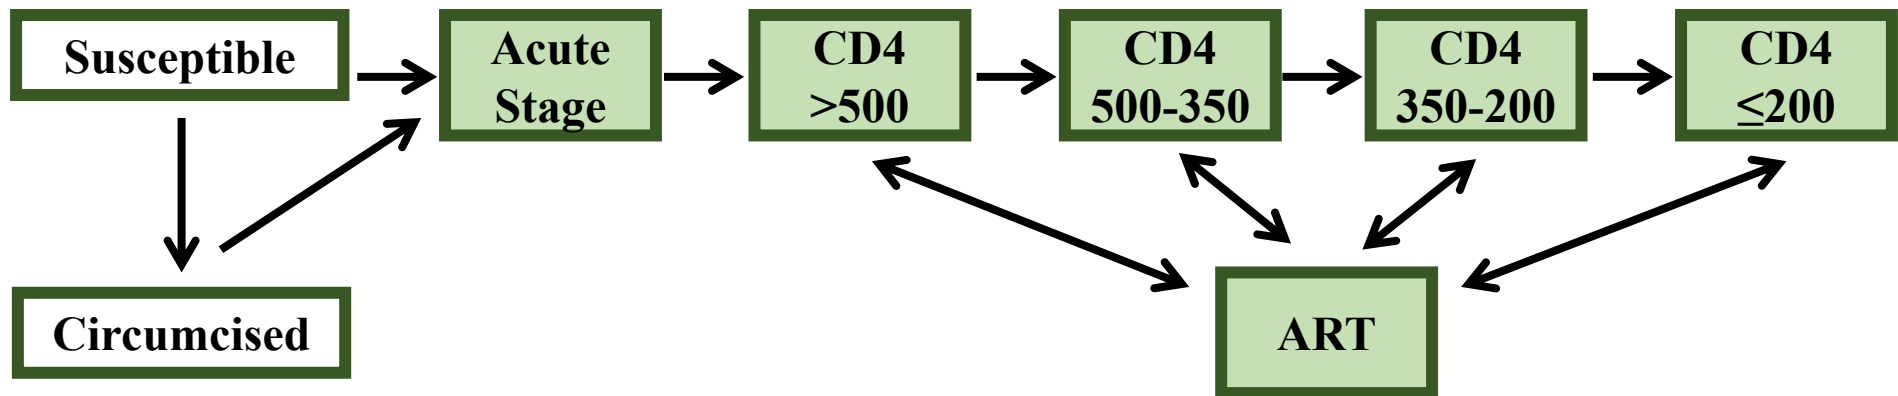 Susceptible
Acute
Stage
CD4
>500
CD4
500-350
CD4
350-200
CD4
≤200
Circumcised
ART